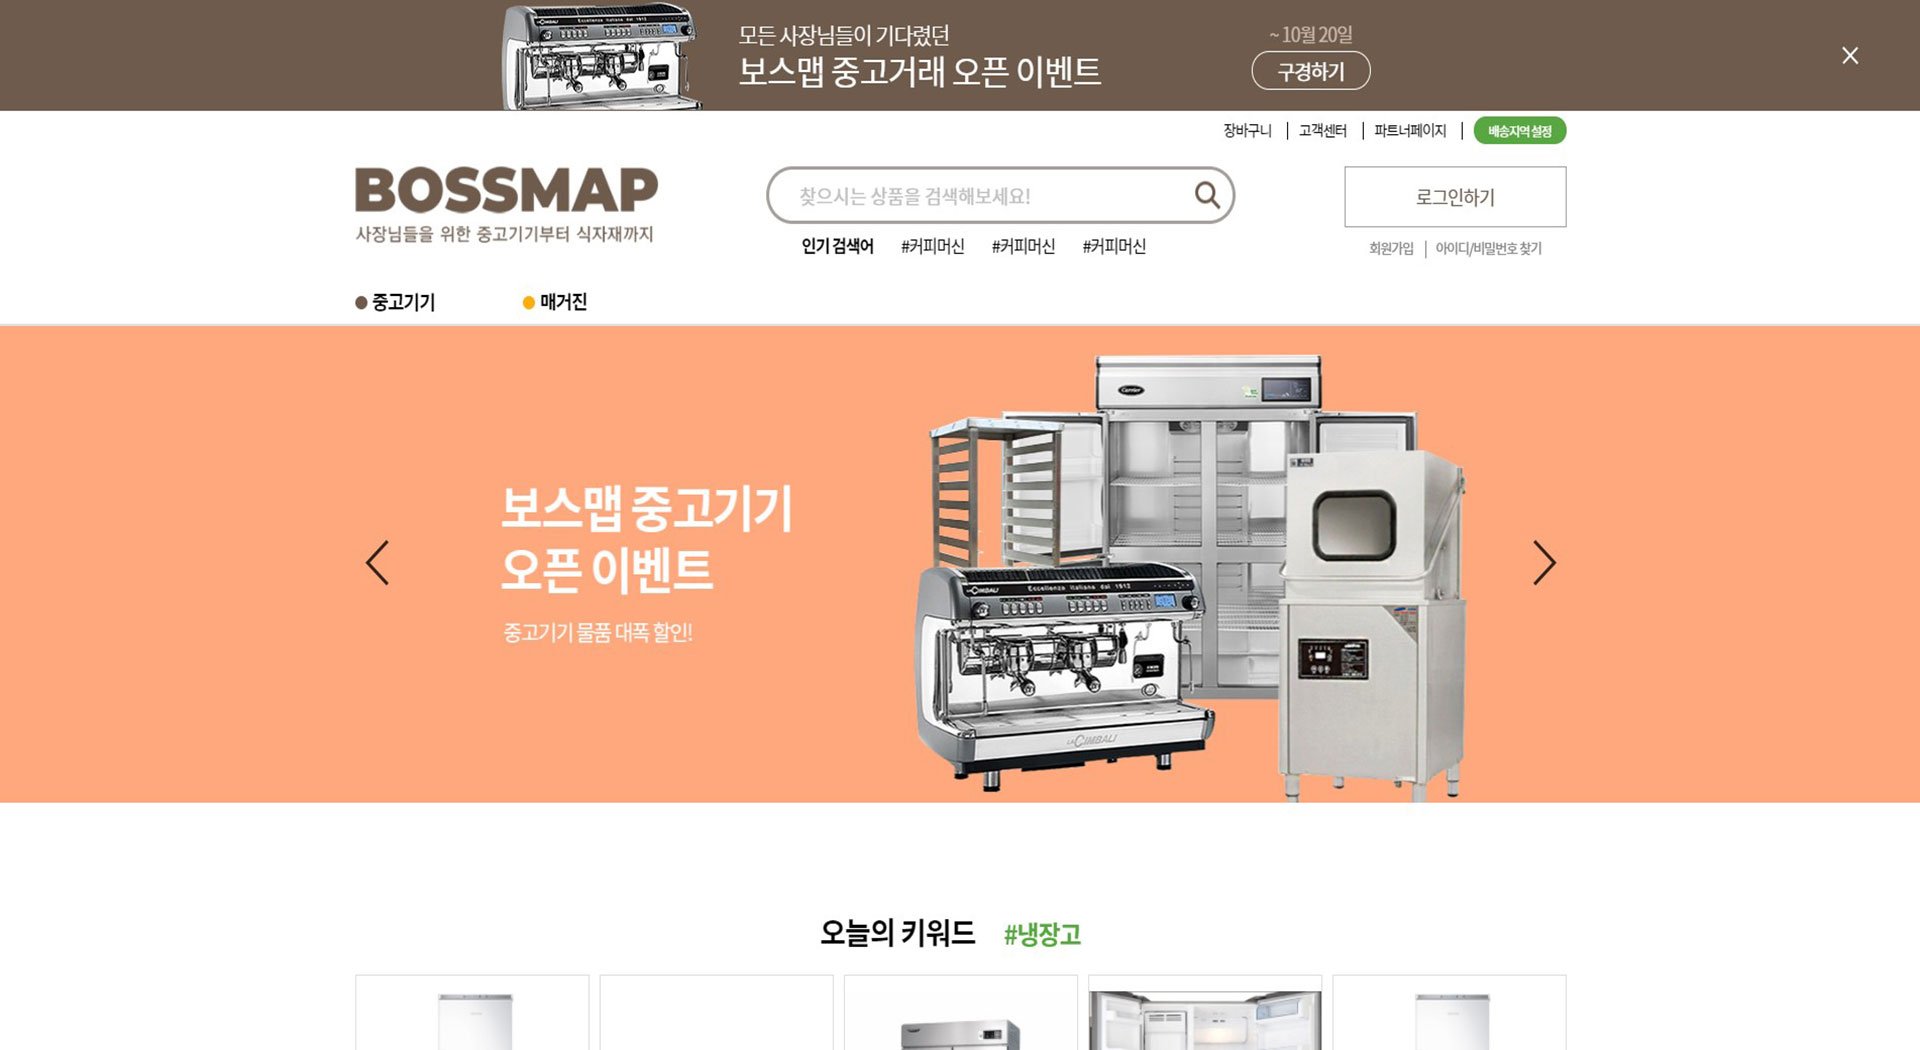 모든 사장님들이 기다렸던
보스맵 중고거래 오픈 이벤트
~ 10월 20일
구경하기
장바구니 | 고객센터 | 파트너페이지 | 배송지역 설정
BOSSMAP
사장님들을 위한 중고기기부터 식자재까지
찾으시는 상품을 검색해보세요!
인기 검색어 #커피머신 #커피머신 #커피머신
로그인하기
회원가입 | 아이디/비밀번호 찾기
중고기기 매거진
보스맵 중고기기
오픈 이벤트
중고기기 물품 대폭 할인!
Carrier
Eccellenza italiana dal 1912
LACIMBALI
오늘의 키워드 #냉장고